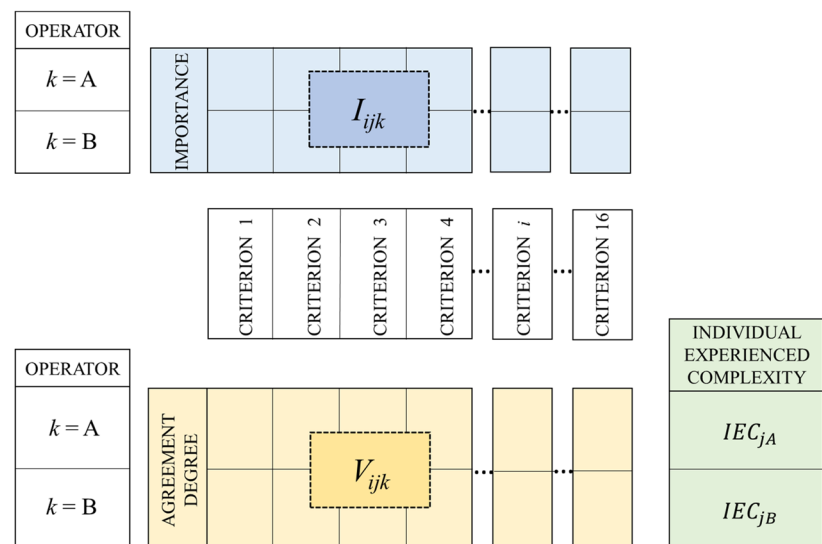 OPERATOR
k = A
k = B
IMPORTANCE
I_ijk
...
...
CRITERION 1
CRITERION 2
CRITERION 3
CRITERION 4
...
CRITERION i
...
CRITERION 16
OPERATOR
k = A
k = B
AGREEMENT
DEGREE
V_ijk
...
...
INDIVIDUAL
EXPERIENCED
COMPLEXITY
IEC_jA
IEC_jB